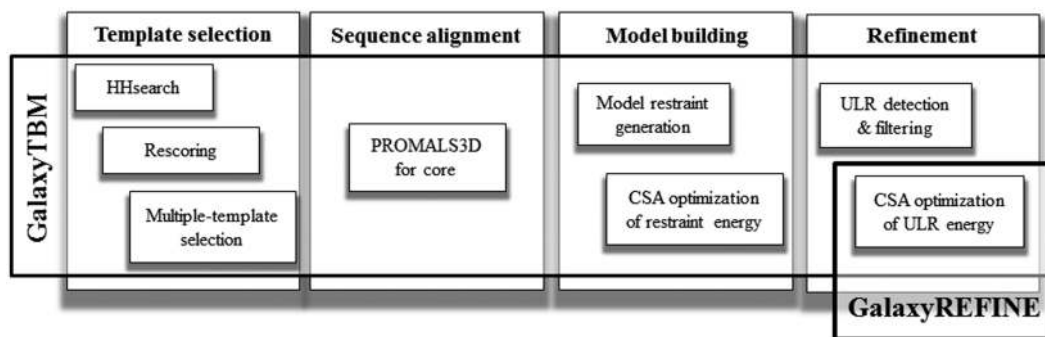 Template selection
Sequence alignment
Model building
Refinement
GalaxyTBM
HHsearch
Rescoring
Multiple-template
selection
PROMALS3D
for core
Model restraint
generation
CSA optimization
of restraint energy
ULR detection
& filtering
CSA optimization
of ULR energy
GalaxyREFINE